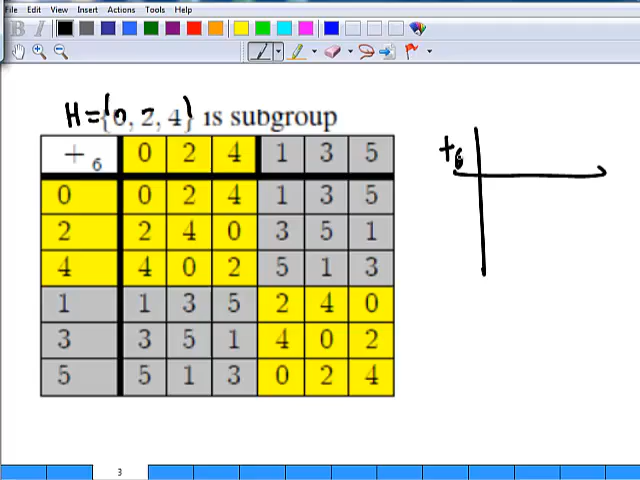 File Edit View Insert Actions Tools Help
B I
H={0, 2, 4} is subgroup
+6 0 2 4 1 3 5
0 0 2 4 1 3 5
2 2 4 0 3 5 1
4 4 0 2 5 1 3
1 1 3 5 2 4 0
3 3 5 1 4 0 2
5 5 1 3 0 2 4
+6
3